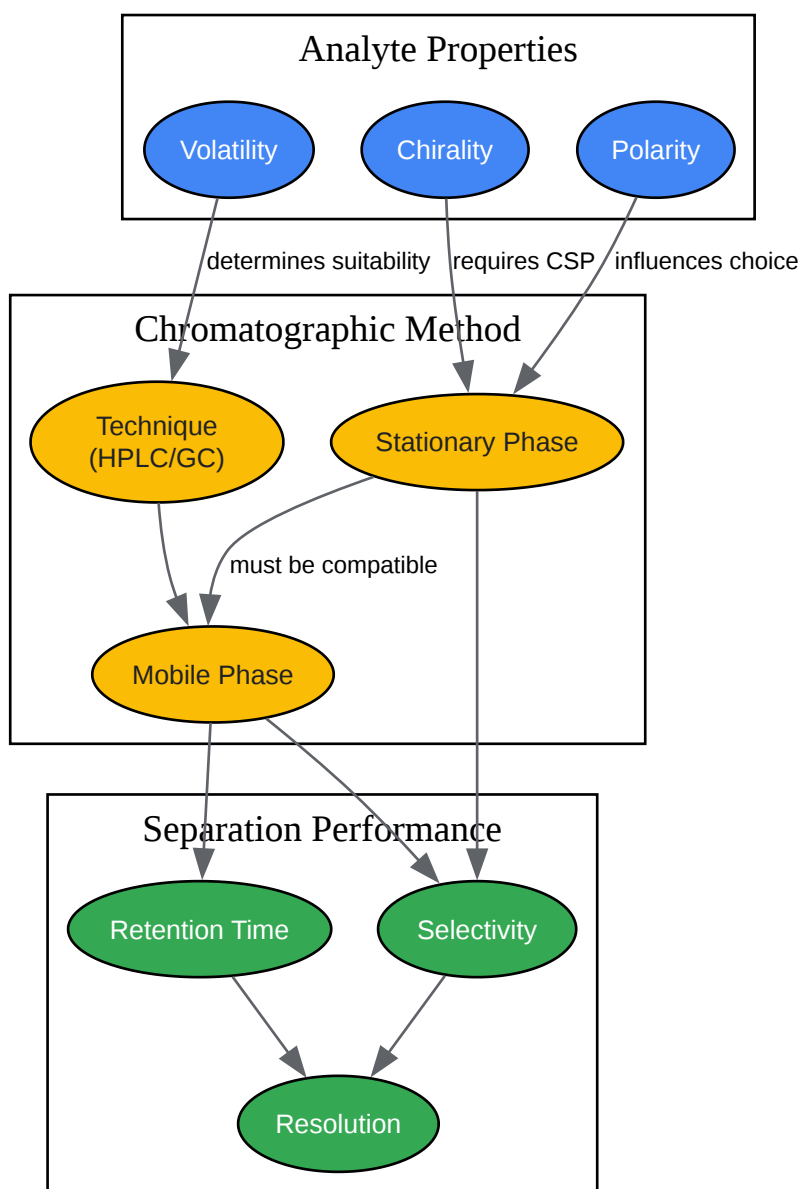 Analyte Properties
Volatility
Chirality
Polarity
determines suitability
requires CSP
influences choice
Chromatographic Method
Technique
(HPLC/GC)
Stationary Phase
must be compatible
Mobile Phase
Separation Performance
Retention Time
Selectivity
Resolution